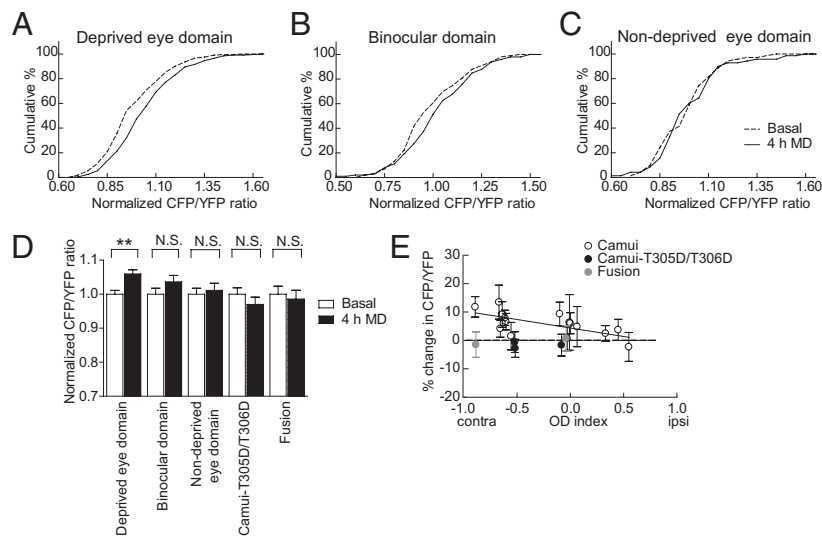 A
Deprived eye domain
Cumulative %
100
80
60
40
20
0
0.60
0.85
1.10
1.35
1.60
Normalized CFP/YFP ratio
B
Binocular domain
Cumulative %
100
80
60
40
20
0
0.50
0.75
1.00
1.25
1.50
Normalized CFP/YFP ratio
C
Non-deprived eye domain
Cumulative %
100
80
60
40
20
0
Basal
4 h MD
0.60
0.85
1.10
1.35
1.60
Normalized CFP/YFP ratio
D
Normalized CFP/YFP ratio
** N.S. N.S. N.S. N.S.
1.1
1.0
0.9
0.8
0.7
Basal
4 h MD
Deprived eye domain
Binocular domain
Non-deprived
eye domain
Camui-T305D/T306D
Fusion
E
Camui
Camui-T305D/T306D
Fusion
% change in CFP/YFP
30
20
10
0
-10
-20
-1.0
-0.5
0.0
0.5
1.0
contra
OD index
ipsi